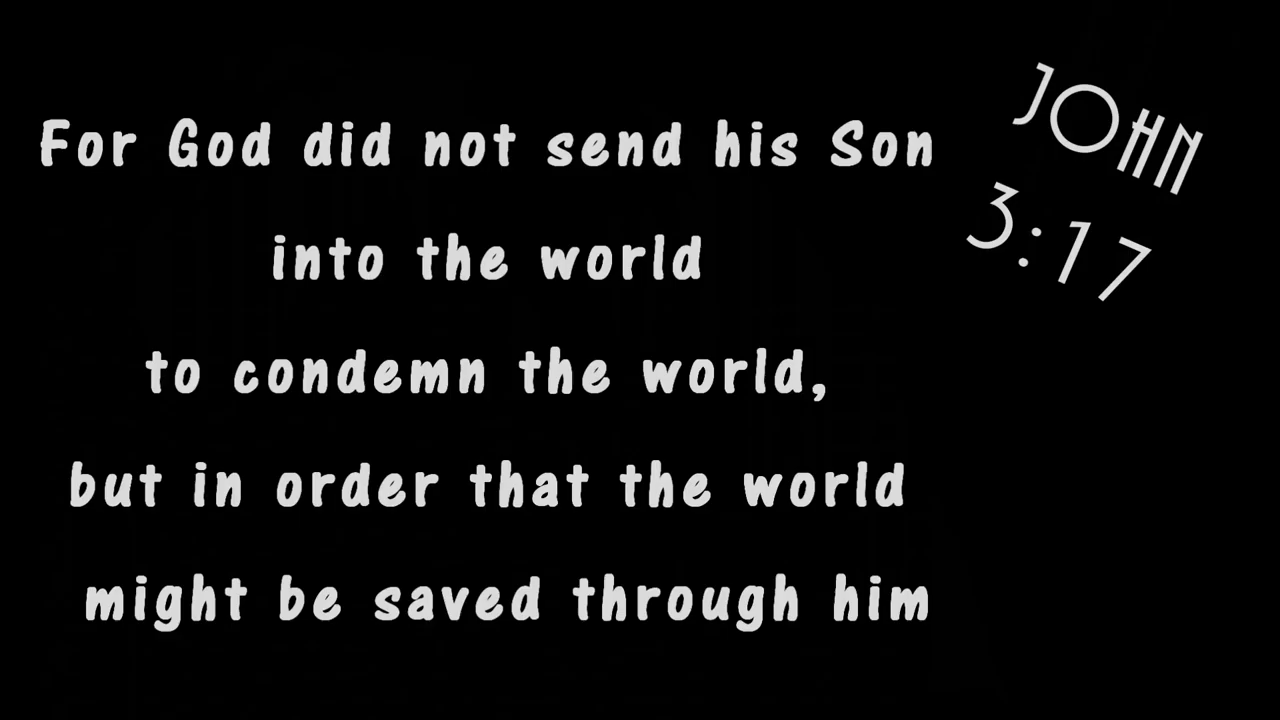 For God did not send his Son
into the world
to condemn the world,
but in order that the world
might be saved through him
JOHN
3:17